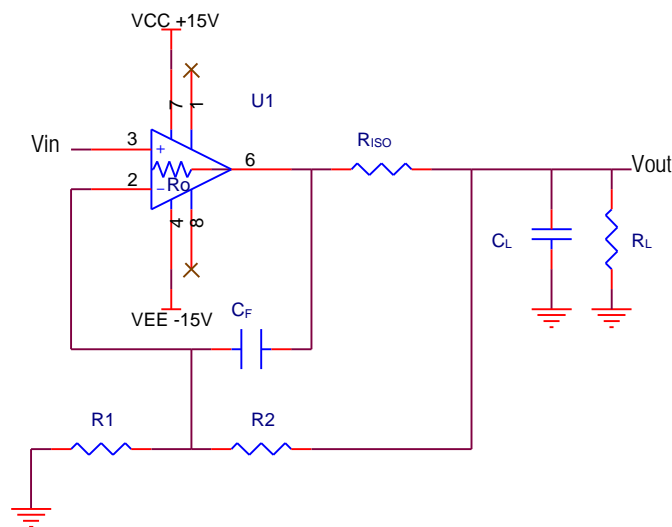 VCC +15V
7
1
U1
Vin
3
+
6
RISO
Vout
2
Ro
−
4
8
CL
RL
VEE -15V
CF
R1
R2